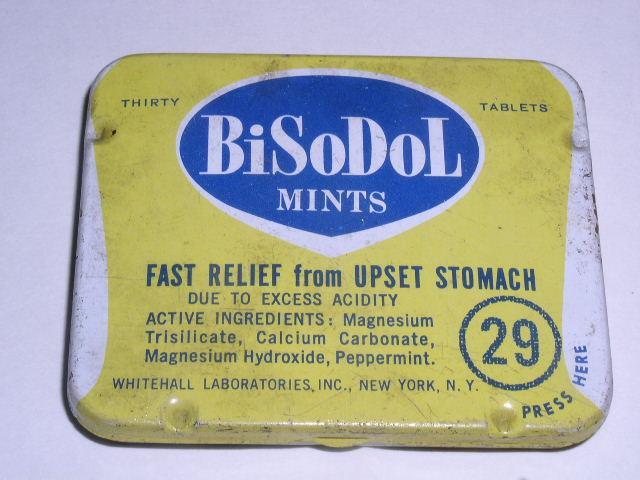 THIRTY TABLETS
BiSoDoL
MINTS
FAST RELIEF from UPSET STOMACH
DUE TO EXCESS ACIDITY
ACTIVE INGREDIENTS: Magnesium
Trisilicate, Calcium Carbonate,
Magnesium Hydroxide, Peppermint.
29
WHITEHALL LABORATORIES, INC., NEW YORK, N. Y.
PRESS HERE